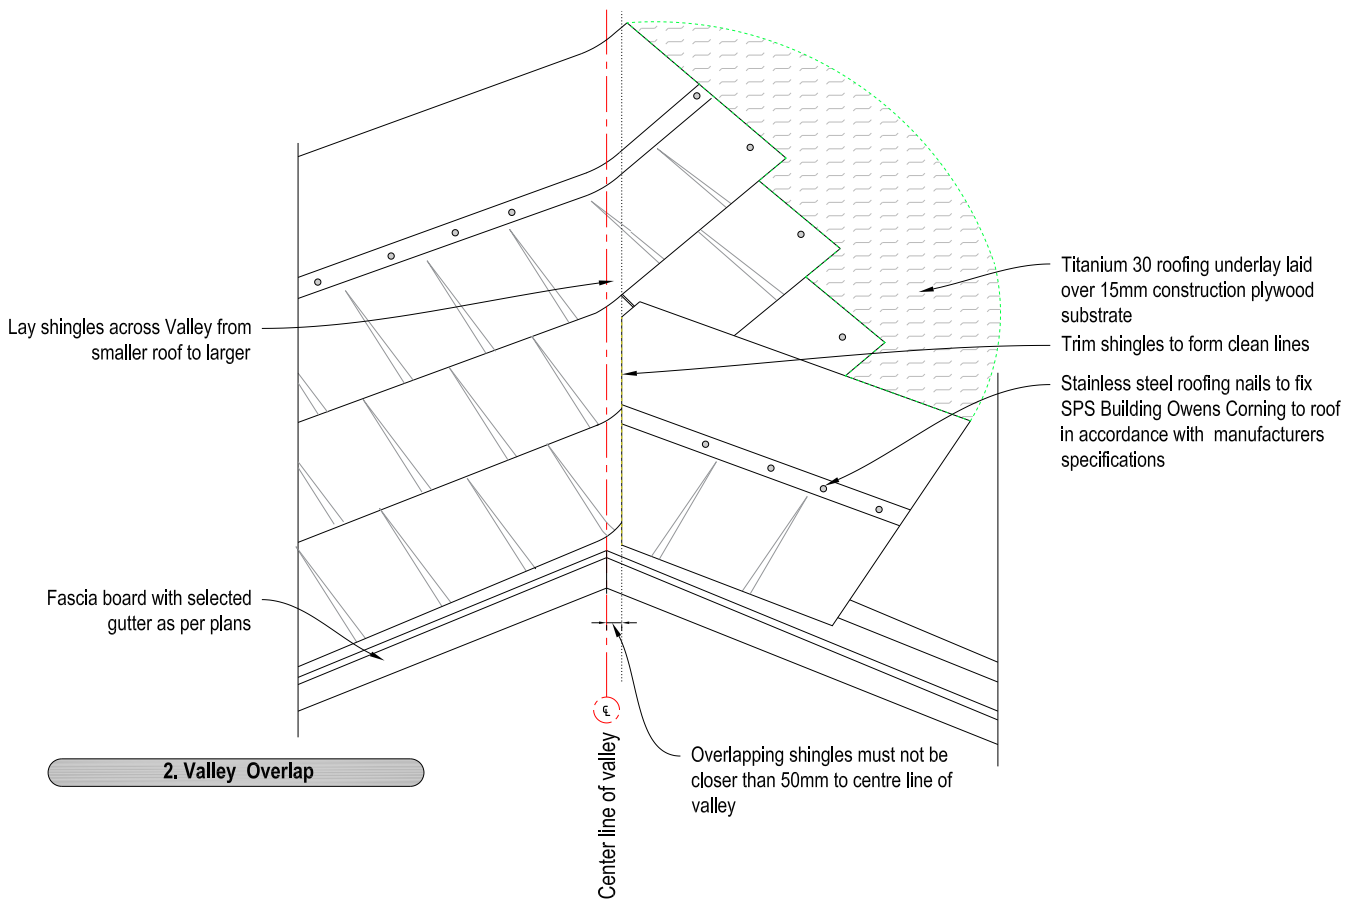 Titanium 30 roofing underlay laid
over 15mm construction plywood
substrate
Lay shingles across Valley from
smaller roof to larger
Trim shingles to form clean lines
Stainless steel roofing nails to fix
SPS Building Owens Corning to roof
in accordance with manufacturers
specifications
Fascia board with selected
gutter as per plans
℄
Center line of valley
Overlapping shingles must not be
closer than 50mm to centre line of
valley
2. Valley Overlap